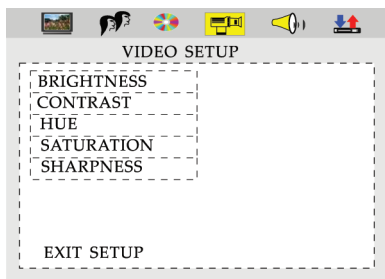 VIDEO SETUP
BRIGHTNESS
CONTRAST
HUE
SATURATION
SHARPNESS
EXIT SETUP